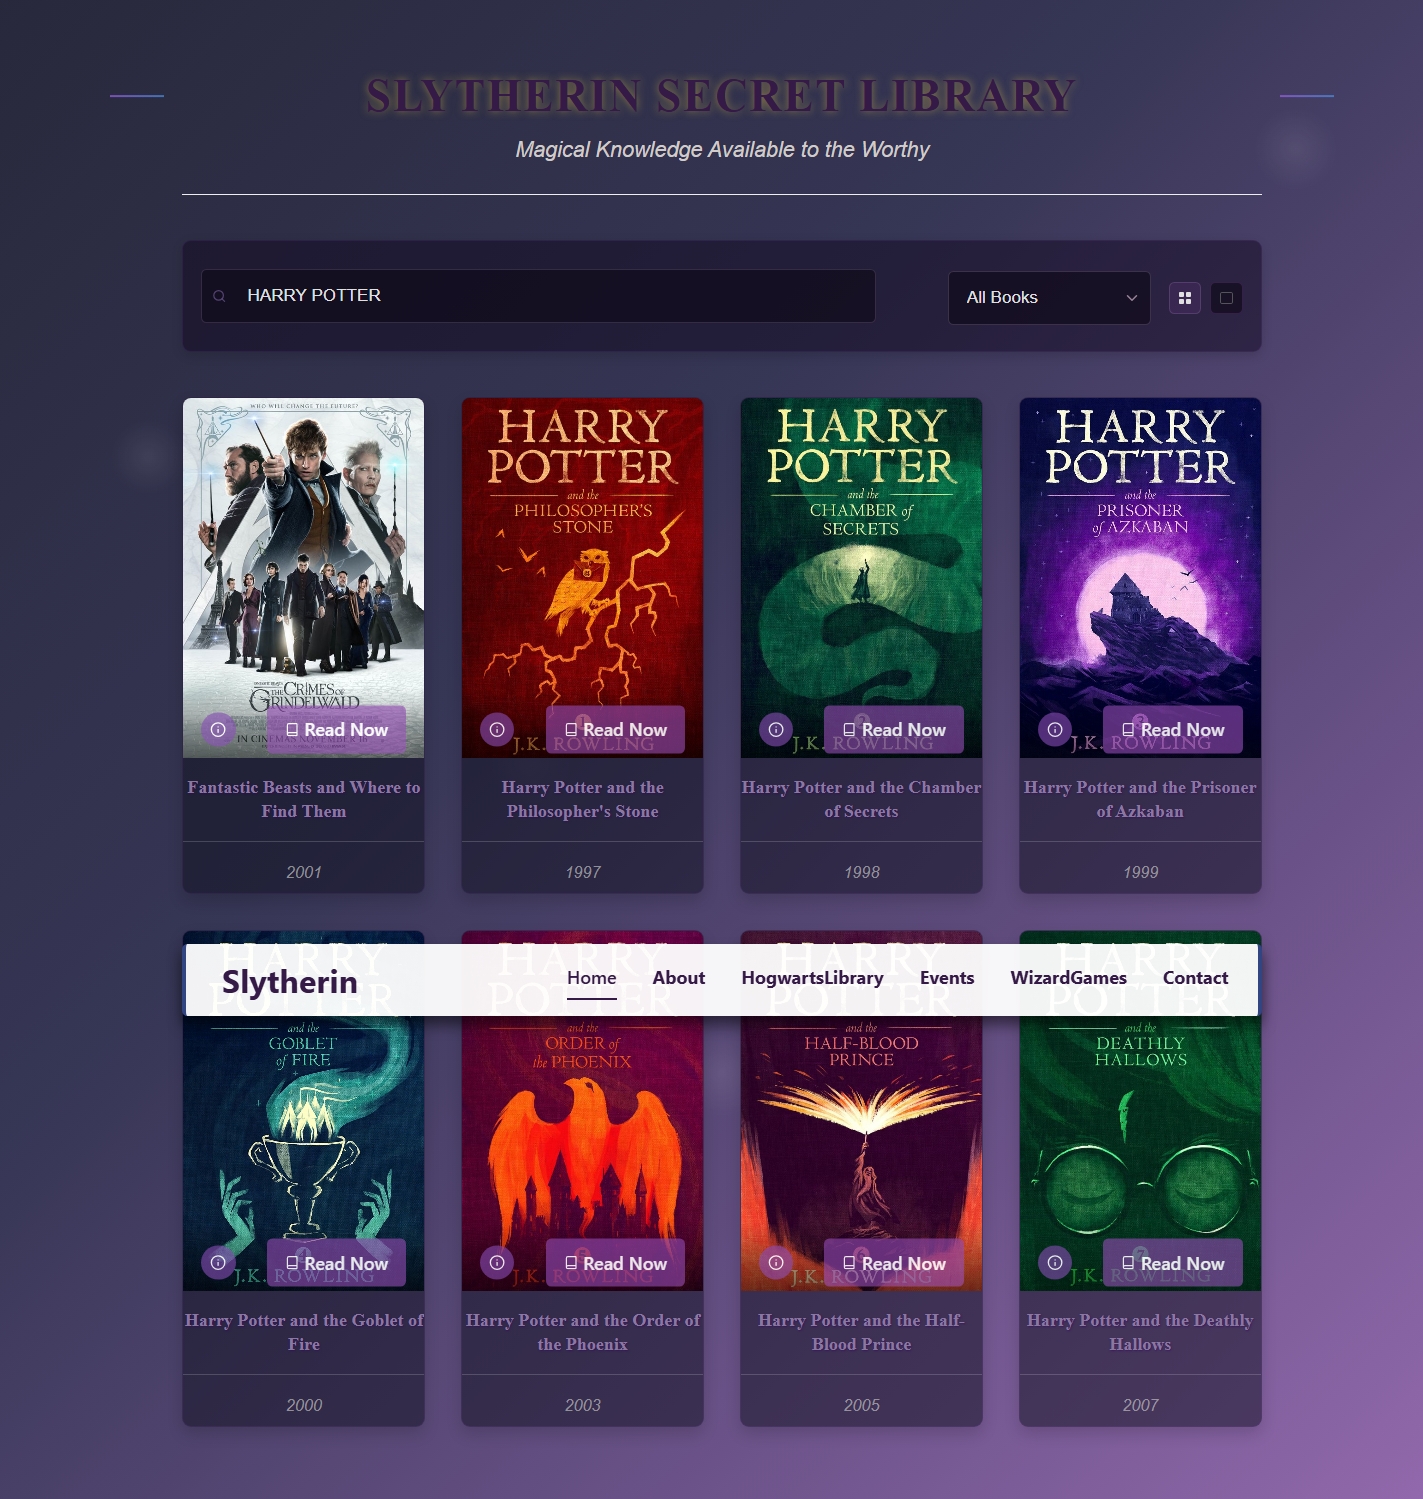 SLYTHERIN SECRET LIBRARY
Magical Knowledge Available to the Worthy
HARRY POTTER
All Books
WHO WILL CHANGE THE FUTURE?
THE CRIMES OF
GRINDELWALD
Read Now
Fantastic Beasts and Where to
Find Them
2001
HARRY
POTTER
and the
PHILOSOPHER'S
STONE
J.K. ROWLING
Read Now
Harry Potter and the
Philosopher's Stone
1997
HARRY
POTTER
and the
CHAMBER of
SECRETS
J.K. ROWLING
Read Now
Harry Potter and the Chamber
of Secrets
1998
HARRY
POTTER
and the
PRISONER
of AZKABAN
J.K. ROWLING
Read Now
Harry Potter and the Prisoner
of Azkaban
1999
Slytherin
Home
About
HogwartsLibrary
Events
WizardGames
Contact
HARRY
POTTER
and the
GOBLET
of FIRE
J.K. ROWLING
Read Now
Harry Potter and the Goblet of
Fire
2000
HARRY
POTTER
and the
ORDER of
the PHOENIX
J.K. ROWLING
Read Now
Harry Potter and the Order of
the Phoenix
2003
HARRY
POTTER
and the
HALF-BLOOD
PRINCE
J.K. ROWLING
Read Now
Harry Potter and the Half-
Blood Prince
2005
HARRY
POTTER
and the
DEATHLY
HALLOWS
J.K. ROWLING
Read Now
Harry Potter and the Deathly
Hallows
2007